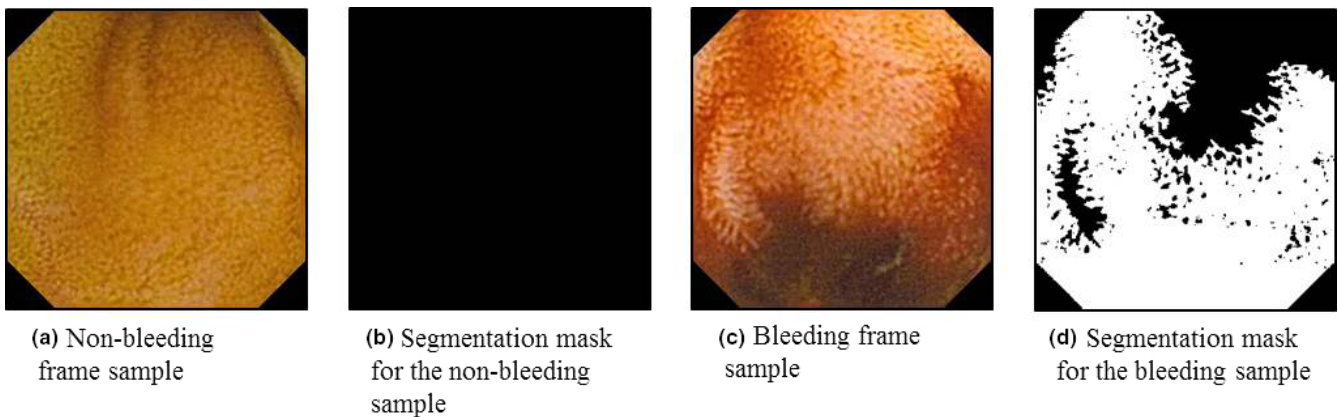 (a) Non-bleeding
frame sample
(b) Segmentation mask
for the non-bleeding
sample
(c) Bleeding frame
sample
(d) Segmentation mask
for the bleeding sample